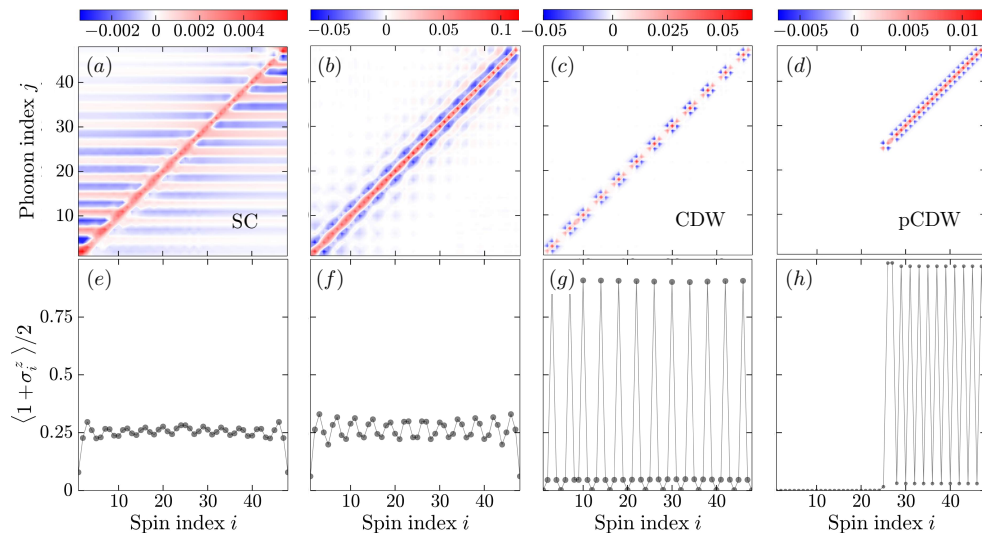 −0.002 0 0.002 0.004
−0.05 0 0.05 0.1
−0.05 −0.025 0 0.025 0.05
−0.01 0 0.01
(a) (b) (c) (d)
Phonon index j
40
30
20
10
SC CDW pCDW
(e) (f) (g) (h)
⟨1 + σᵢᶻ⟩/2
0.75
0.5
0.25
0
10 20 30 40 10 20 30 40 10 20 30 40 10 20 30 40
Spin index i Spin index i Spin index i Spin index i